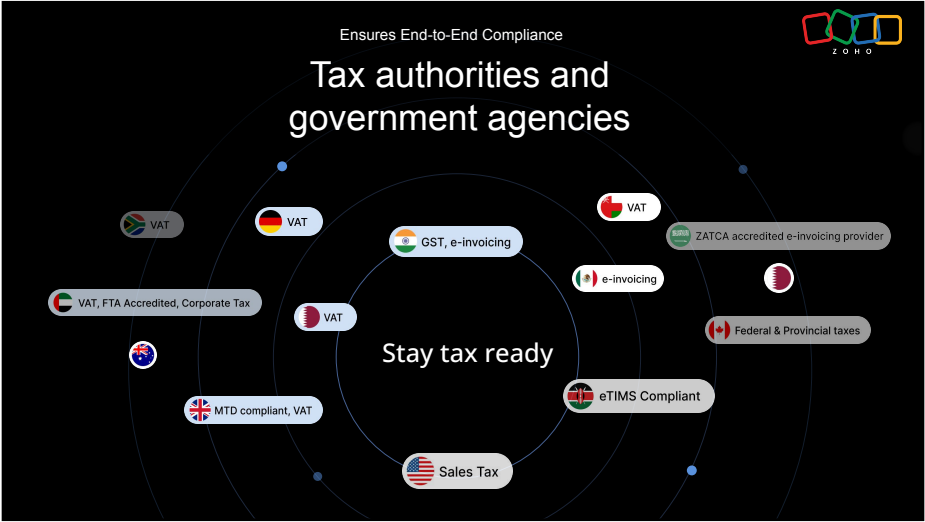 Ensures End-to-End Compliance
ZOHO
Tax authorities and
government agencies
VAT
VAT
VAT
GST, e-invoicing
ZATCA accredited e-invoicing provider
e-invoicing
VAT, FTA Accredited, Corporate Tax
VAT
Federal & Provincial taxes
Stay tax ready
MTD compliant, VAT
eTIMS Compliant
Sales Tax